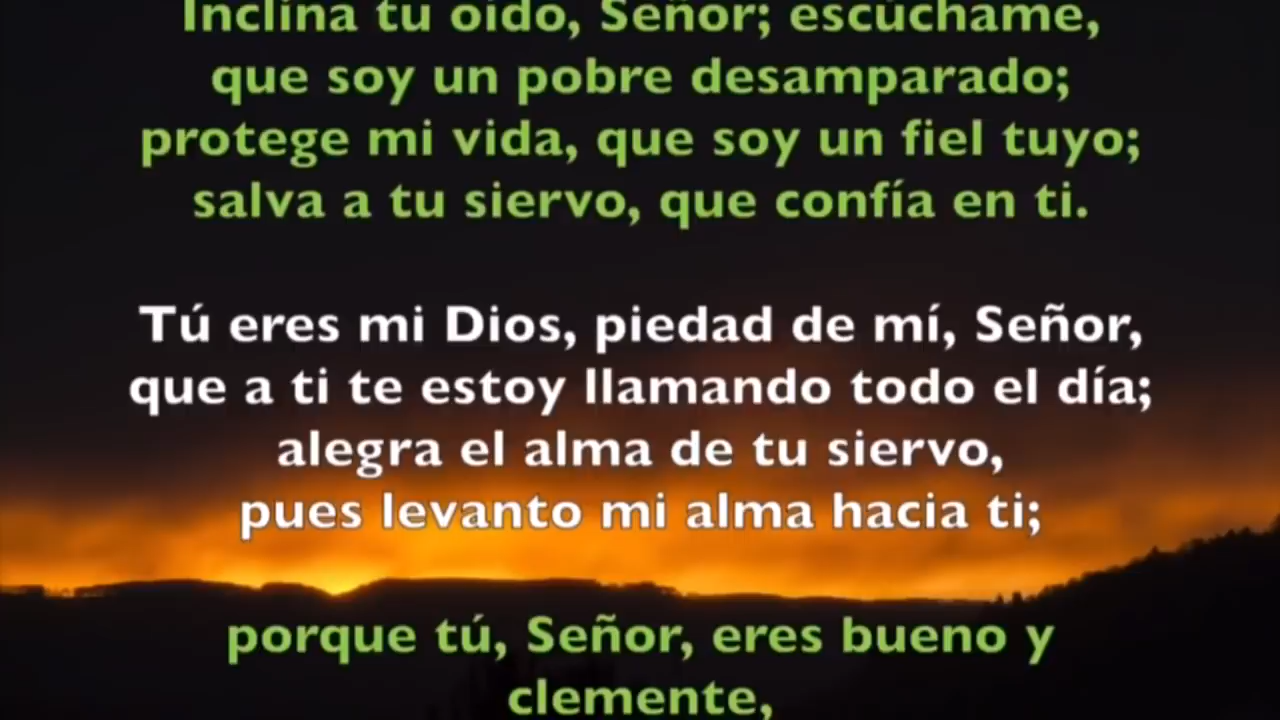 Inclina tu oído, Señor; escúchame,
que soy un pobre desamparado;
protege mi vida, que soy un fiel tuyo;
salva a tu siervo, que confía en ti.
Tú eres mi Dios, piedad de mí, Señor,
que a ti te estoy llamando todo el día;
alegra el alma de tu siervo,
pues levanto mi alma hacia ti;
porque tú, Señor, eres bueno y
clemente,